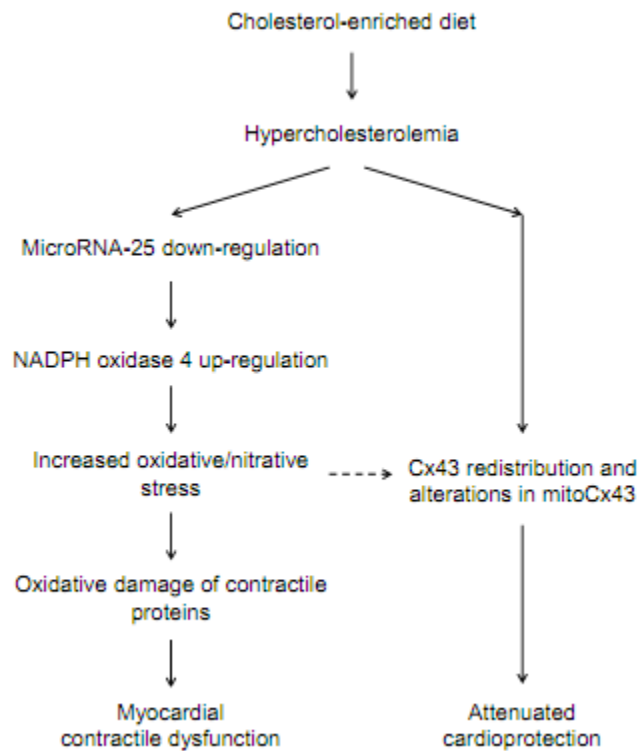 Cholesterol-enriched diet
Hypercholesterolemia
MicroRNA-25 down-regulation
NADPH oxidase 4 up-regulation
Increased oxidative/nitrative
stress
Cx43 redistribution and
alterations in mitoCx43
Oxidative damage of contractile
proteins
Myocardial
contractile dysfunction
Attenuated
cardioprotection